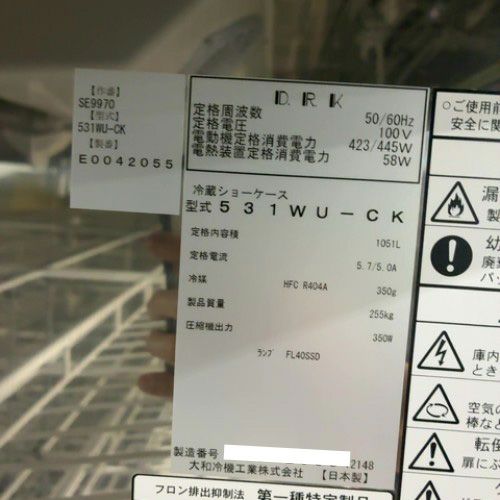 【作番】
SE9970
【型式】
531WU-CK
【製番】
E0042055
D.R.K
定格周波数 50/60Hz
定格電圧 100V
電動機定格消費電力 423/445W
電熱装置定格消費電力 58W
冷蔵ショーケース
型式 531WU-CK
定格内容積 1051L
定格電流 5.7/5.0A
冷媒 HFC R404A 350g
製品質量 255kg
圧縮機出力 350W
ランプ FL40SSD
製造番号 2148
大和冷機工業株式会社 【日本製】
フロン排出抑制法 第一種特定製品
○ご使用前
安全に関
漏
製
幼
廃
パッ
庫内
とき
空気の
棒など
転倒
扉にぶ